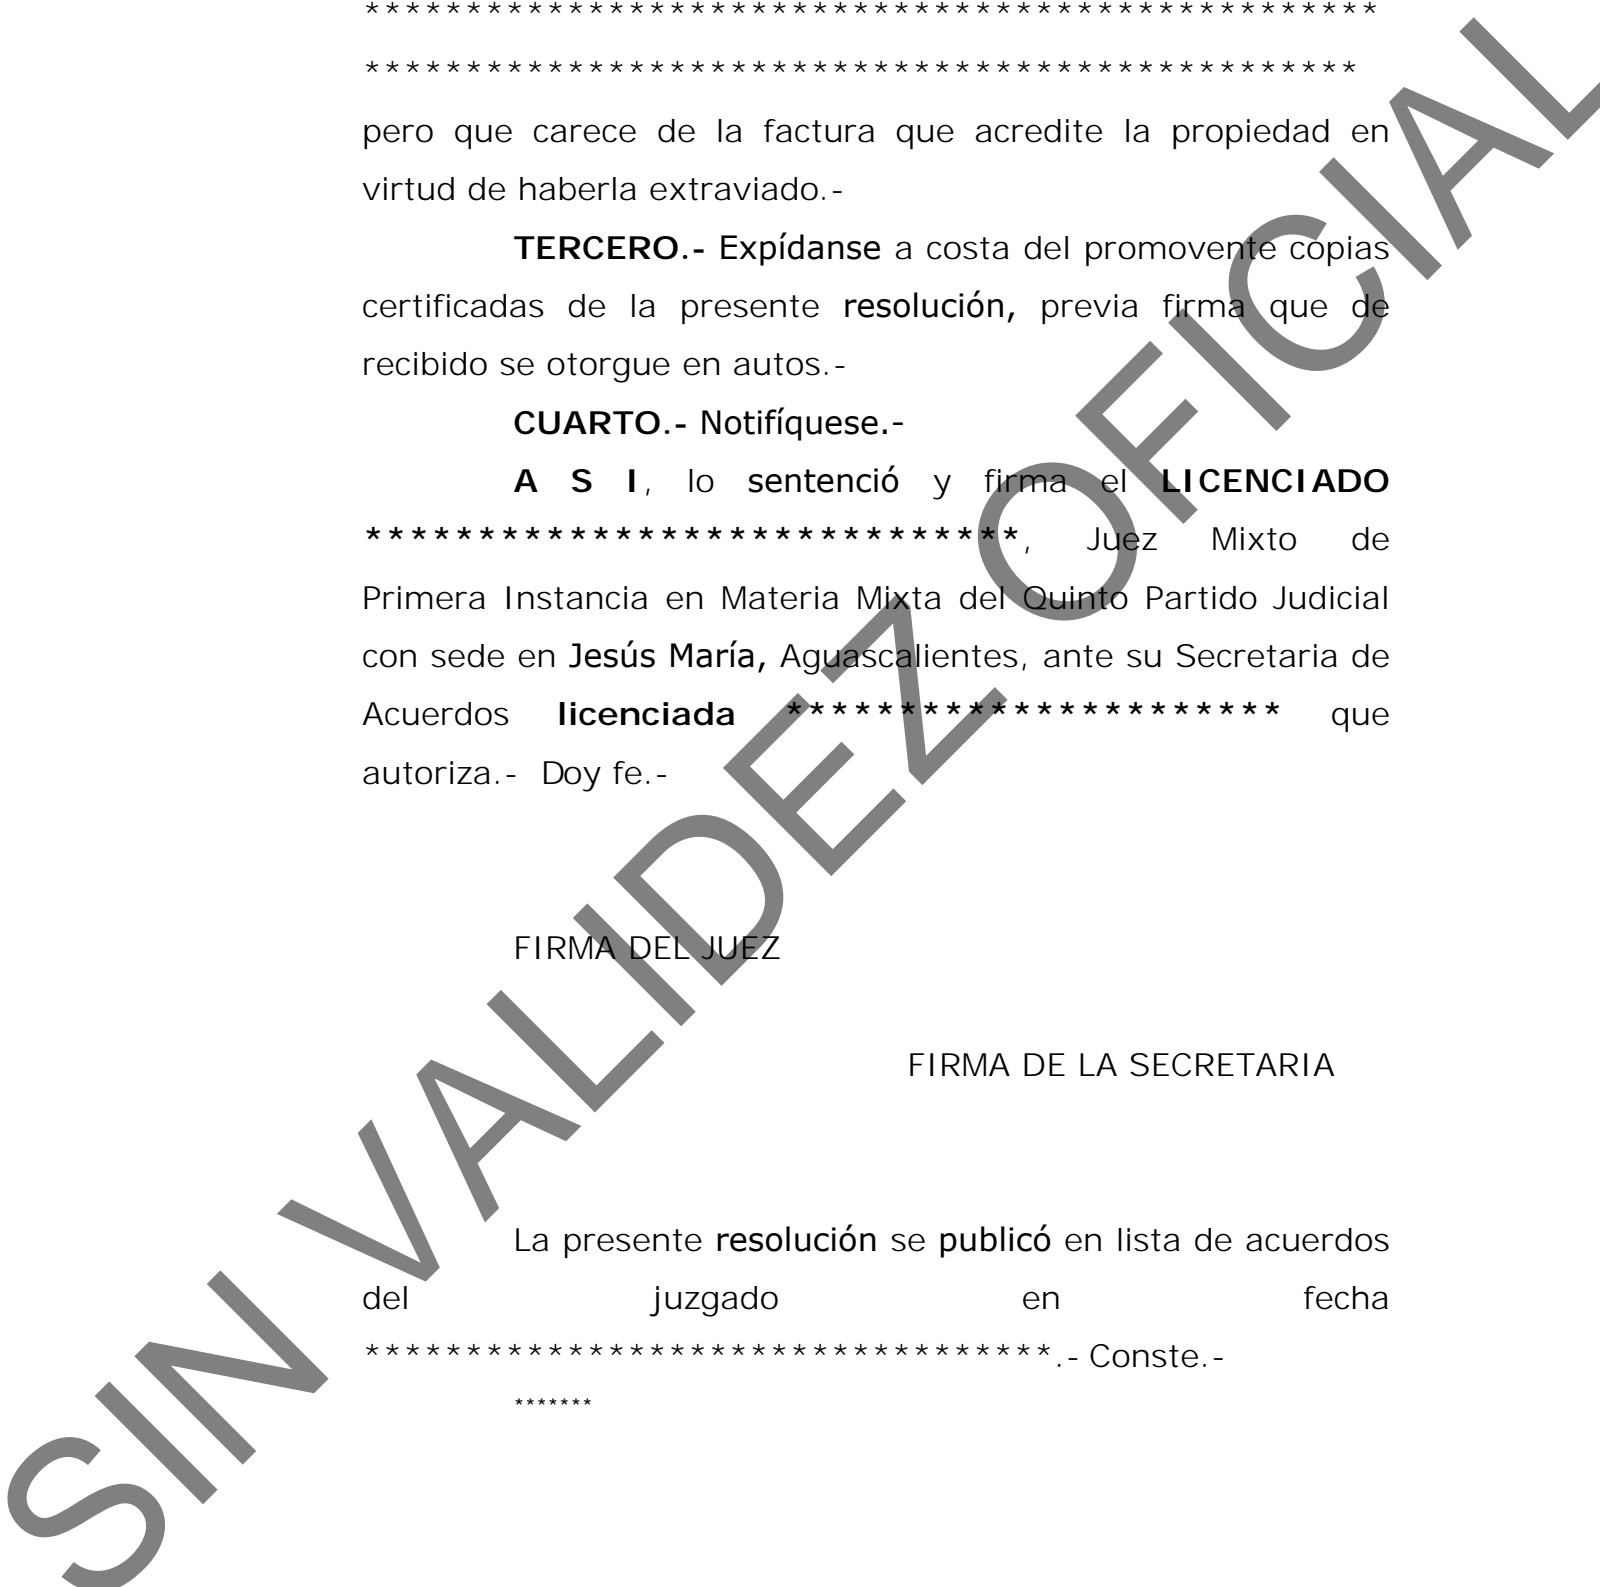 **************************************************
*************************************************
pero que carece de la factura que acredite la propiedad en
virtud de haberla extraviado.-
TERCERO.- Expídanse a costa del promovente copias
certificadas de la presente resolución, previa firma que de
recibido se otorgue en autos.-
CUARTO.- Notifíquese.-
A S I, lo sentenció y firma el LICENCIADO
*****************************, Juez Mixto de
Primera Instancia en Materia Mixta del Quinto Partido Judicial
con sede en Jesús María, Aguascalientes, ante su Secretaria de
Acuerdos licenciada ********************** que
autoriza.- Doy fe.-
FIRMA DEL JUEZ
FIRMA DE LA SECRETARIA
La presente resolución se publicó en lista de acuerdos
del juzgado en fecha
**********************************.- Conste.-
*******
SIN VALIDEZ OFICIAL